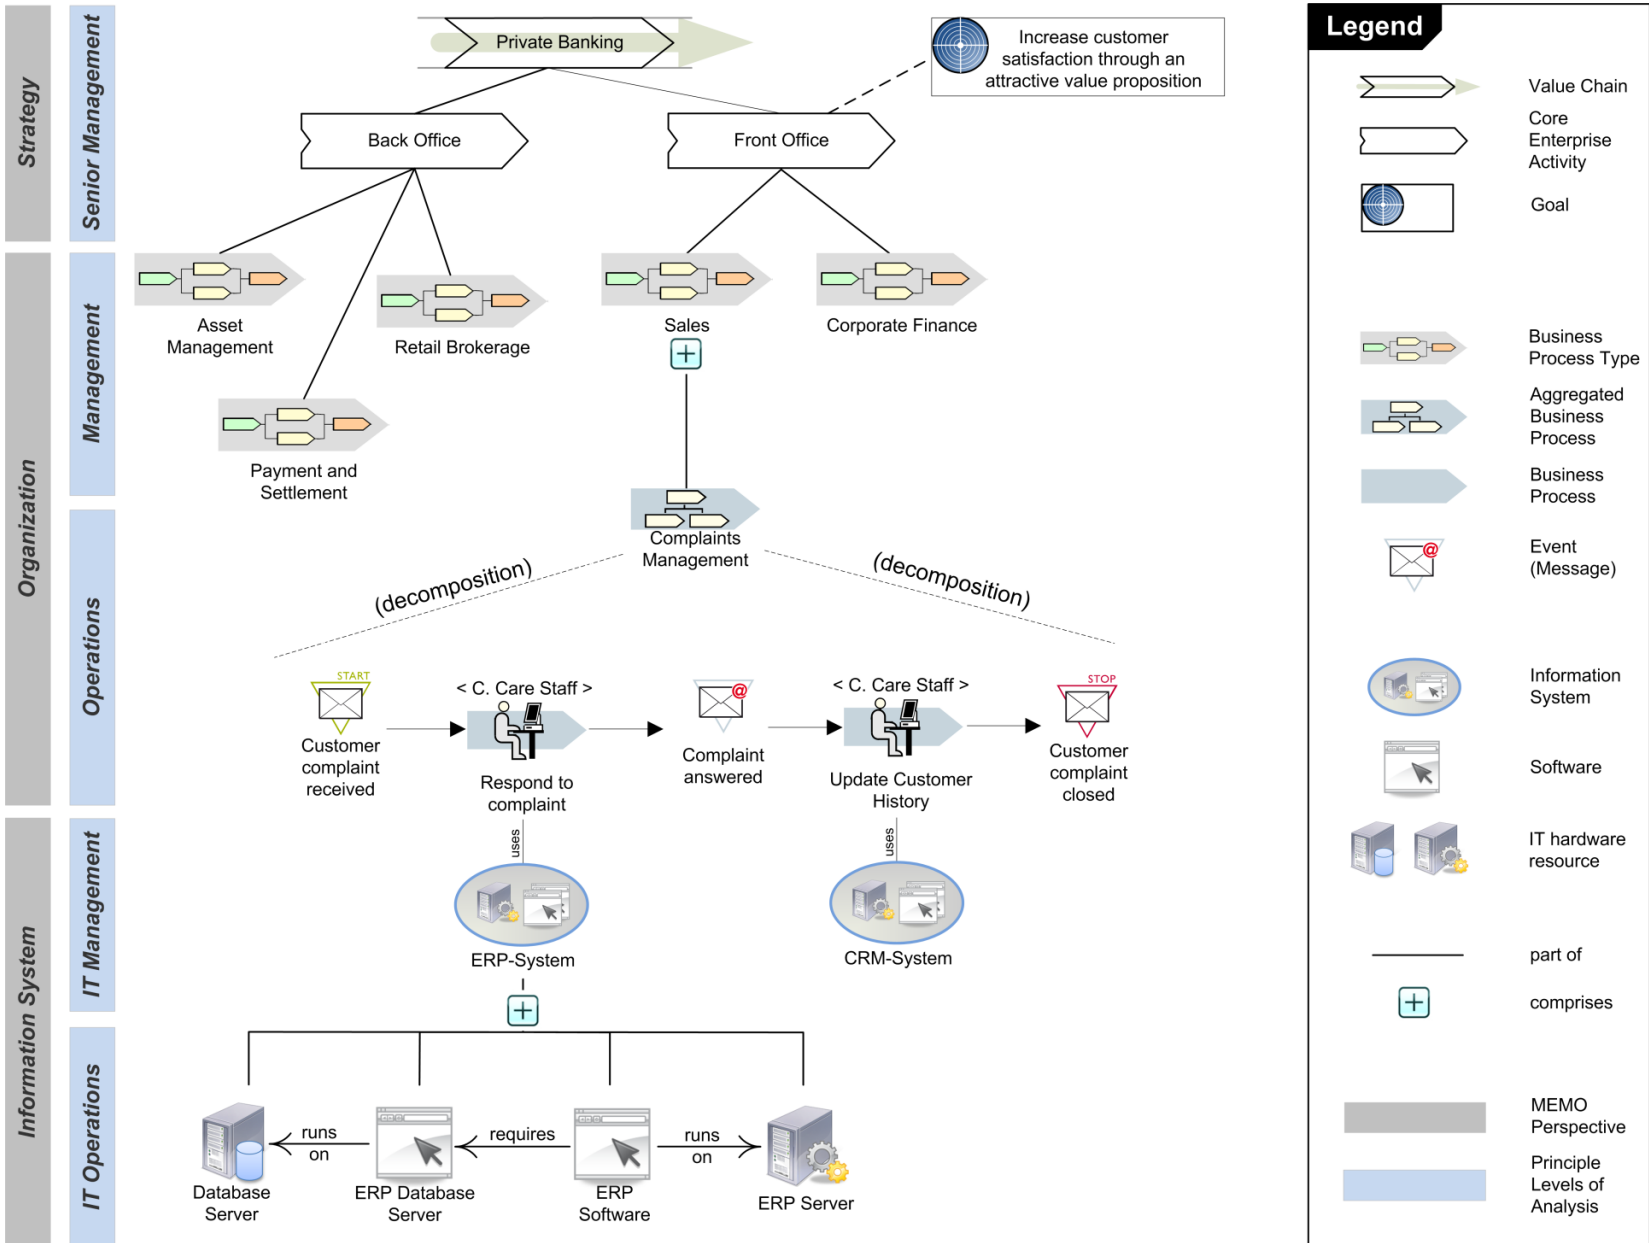 Strategy
Organization
Information System
Senior Management
Management
Operations
IT Management
IT Operations
Private Banking
Increase customer
satisfaction through an
attractive value proposition
Back Office
Front Office
Asset
Management
Retail Brokerage
Sales
Corporate Finance
Payment and
Settlement
Complaints
Management
(decomposition)
(decomposition)
START
Customer
complaint
received
< C. Care Staff >
Respond to
complaint
@
Complaint
answered
< C. Care Staff >
Update Customer
History
STOP
Customer
complaint
closed
uses
uses
ERP-System
CRM-System
runs
on
requires
runs
on
Database
Server
ERP Database
Server
ERP
Software
ERP Server
Legend
Value Chain
Core
Enterprise
Activity
Goal
Business
Process Type
Aggregated
Business
Process
Business
Process
@
Event
(Message)
Information
System
Software
IT hardware
resource
part of
comprises
MEMO
Perspective
Principle
Levels of
Analysis